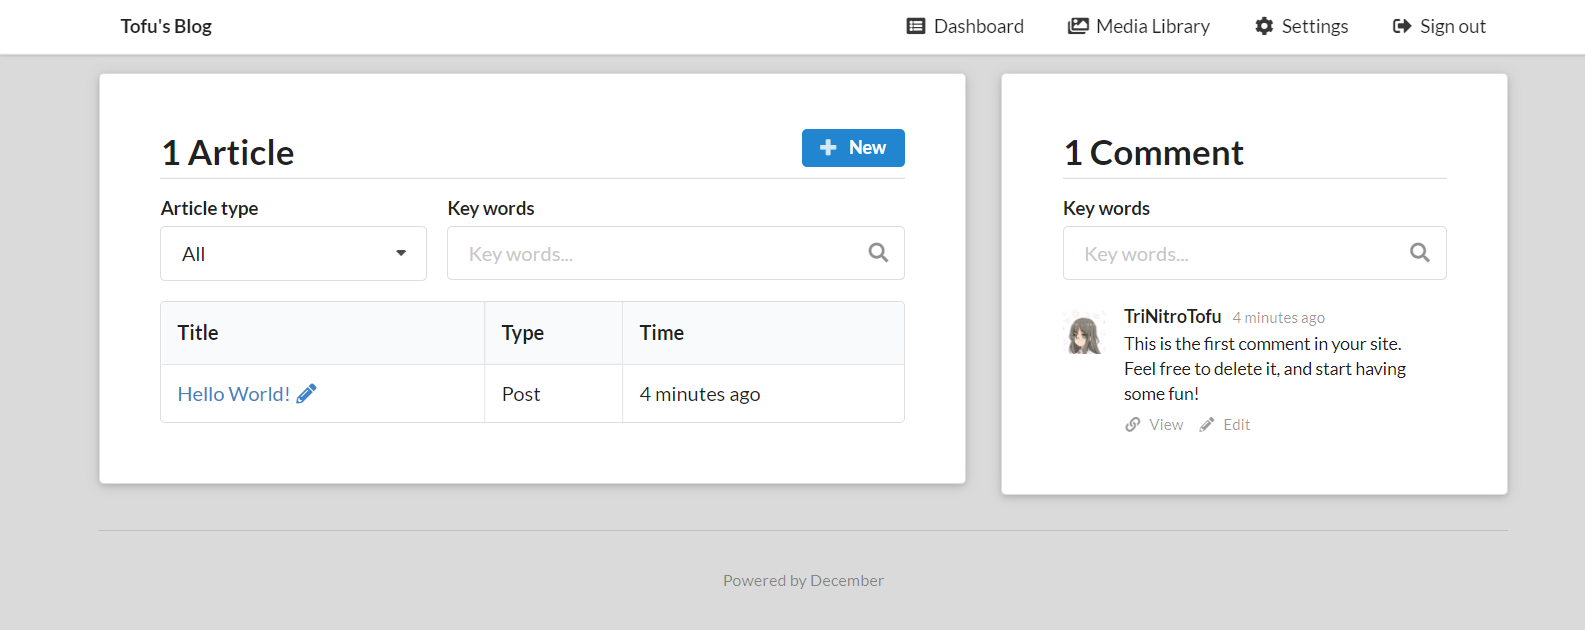 Tofu's Blog
Dashboard
Media Library
Settings
Sign out
1 Article
New
Article type
Key words
All
Key words...
Title
Type
Time
Hello World!
Post
4 minutes ago
1 Comment
Key words
Key words...
TriNitroTofu 4 minutes ago
This is the first comment in your site.
Feel free to delete it, and start having
some fun!
View
Edit
Powered by December